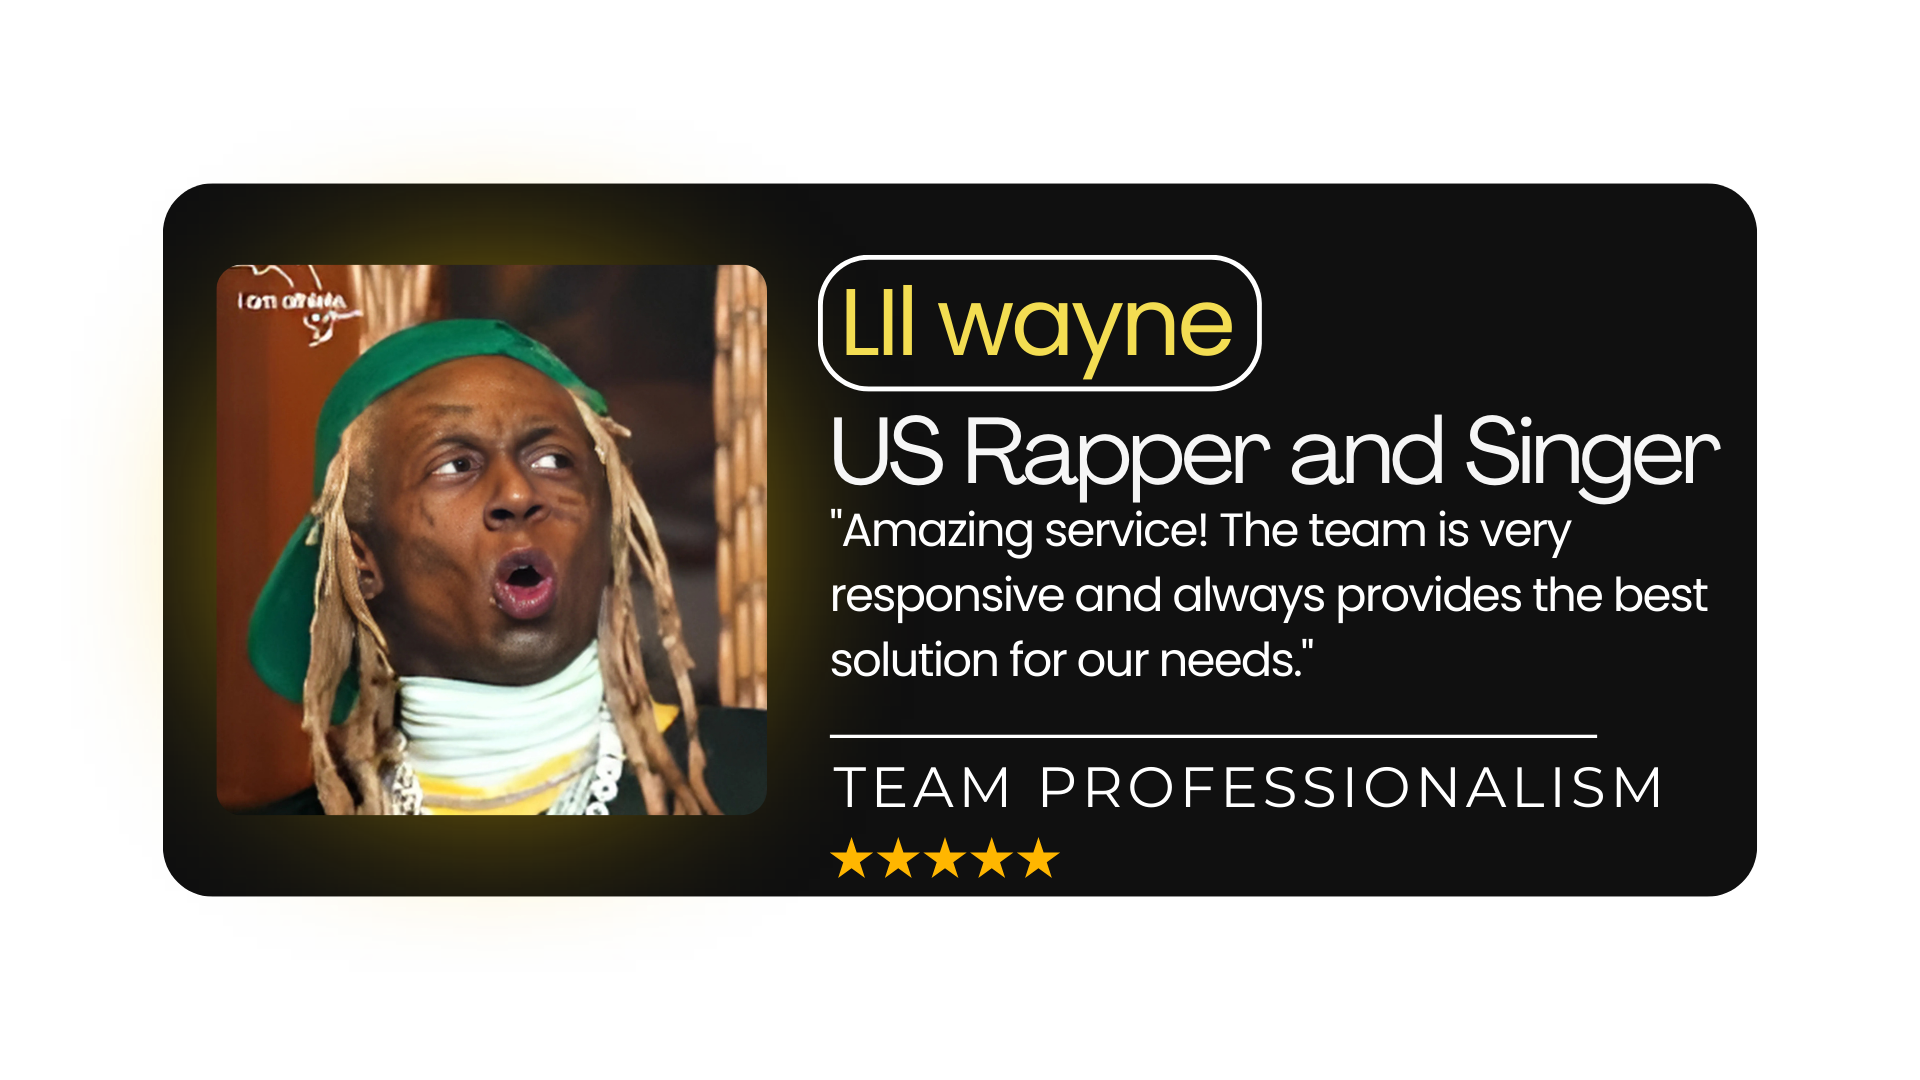 LIl wayne
US Rapper and Singer
"Amazing service! The team is very
responsive and always provides the best
solution for our needs."
TEAM PROFESSIONALISM